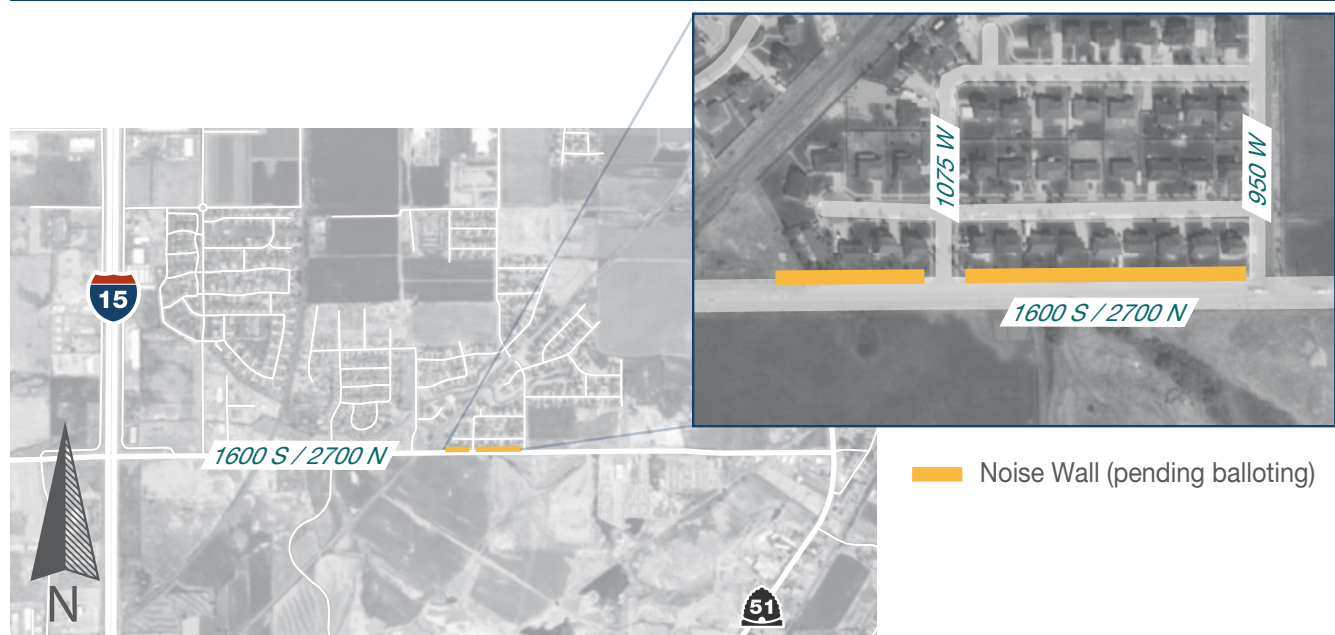 1075 W
950 W
1600 S / 2700 N
15
1600 S / 2700 N
Noise Wall (pending balloting)
N
51